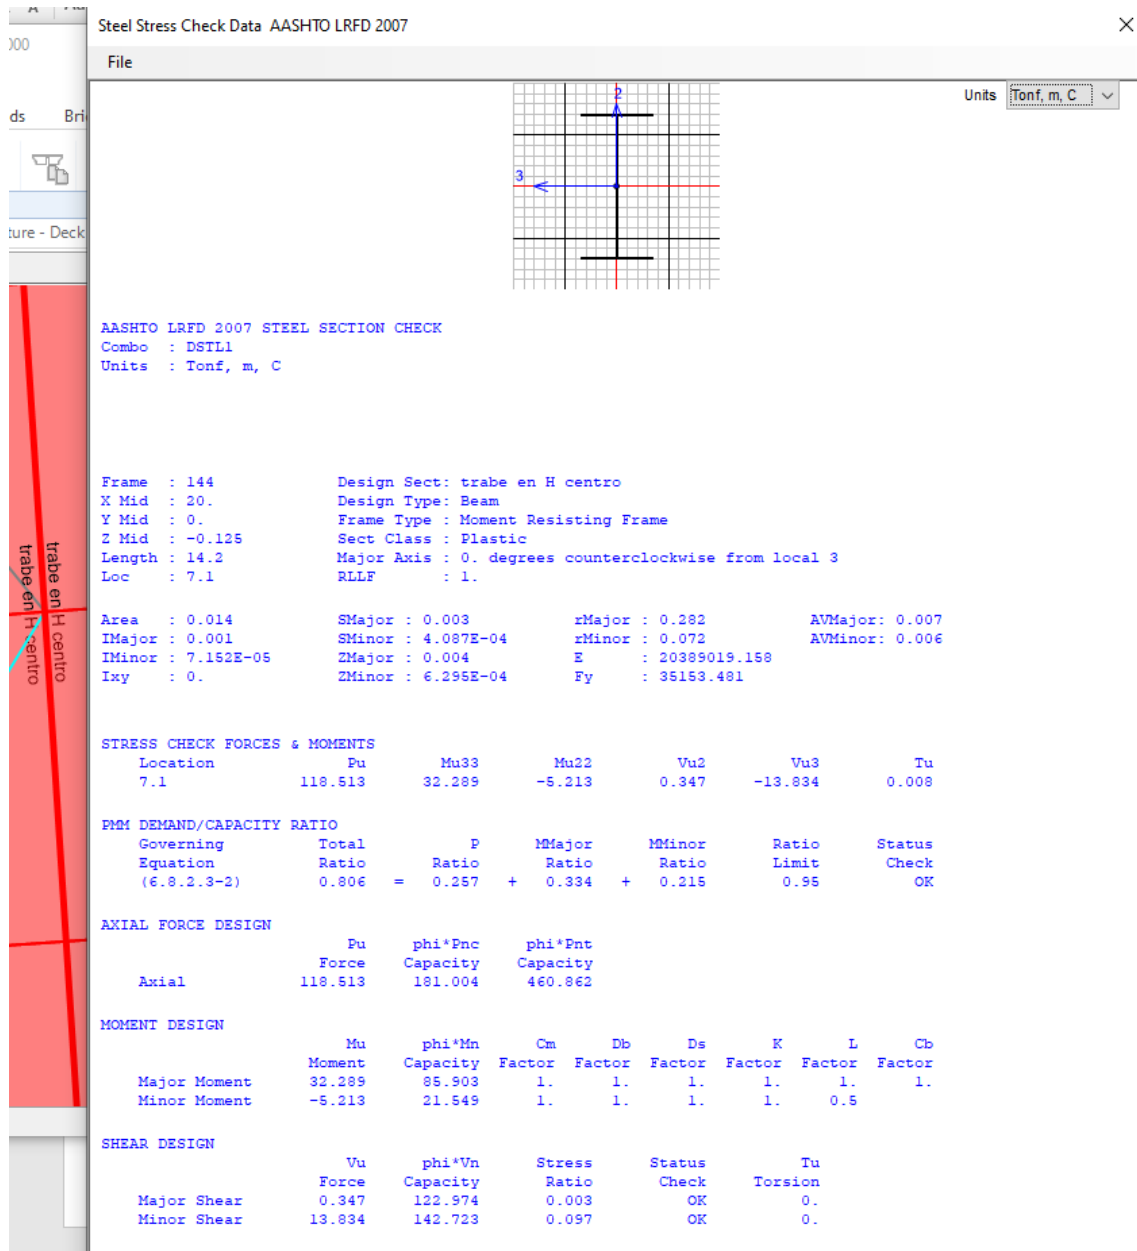 000
Steel Stress Check Data AASHTO LRFD 2007
File
ds Bri
ture - Deck
Units Tonf, m, C
2
3
AASHTO LRFD 2007 STEEL SECTION CHECK
Combo : DSTL1
Units : Tonf, m, C
Frame : 144 Design Sect: trabe en H centro
X Mid : 20. Design Type: Beam
Y Mid : 0. Frame Type : Moment Resisting Frame
Z Mid : -0.125 Sect Class : Plastic
Length : 14.2 Major Axis : 0. degrees counterclockwise from local 3
Loc : 7.1 RLLF : 1.
Area : 0.014 SMajor : 0.003 rMajor : 0.282 AVMajor: 0.007
IMajor : 0.001 SMinor : 4.087E-04 rMinor : 0.072 AVMinor: 0.006
IMinor : 7.152E-05 ZMajor : 0.004 E : 20389019.158
Ixy : 0. ZMinor : 6.295E-04 Fy : 35153.481
STRESS CHECK FORCES & MOMENTS
Location Pu Mu33 Mu22 Vu2 Vu3 Tu
7.1 118.513 32.289 -5.213 0.347 -13.834 0.008
PMM DEMAND/CAPACITY RATIO
Governing Total P MMajor MMinor Ratio Status
Equation Ratio Ratio Ratio Ratio Limit Check
(6.8.2.3-2) 0.806 = 0.257 + 0.334 + 0.215 0.95 OK
AXIAL FORCE DESIGN
Pu phi*Pnc phi*Pnt
Force Capacity Capacity
Axial 118.513 181.004 460.862
MOMENT DESIGN
Mu phi*Mn Cm Db Ds K L Cb
Moment Capacity Factor Factor Factor Factor Factor Factor
Major Moment 32.289 85.903 1. 1. 1. 1. 1. 1.
Minor Moment -5.213 21.549 1. 1. 1. 1. 0.5
SHEAR DESIGN
Vu phi*Vn Stress Status Tu
Force Capacity Ratio Check Torsion
Major Shear 0.347 122.974 0.003 OK 0.
Minor Shear 13.834 142.723 0.097 OK 0.
trabe en H centro
trabe en H centro